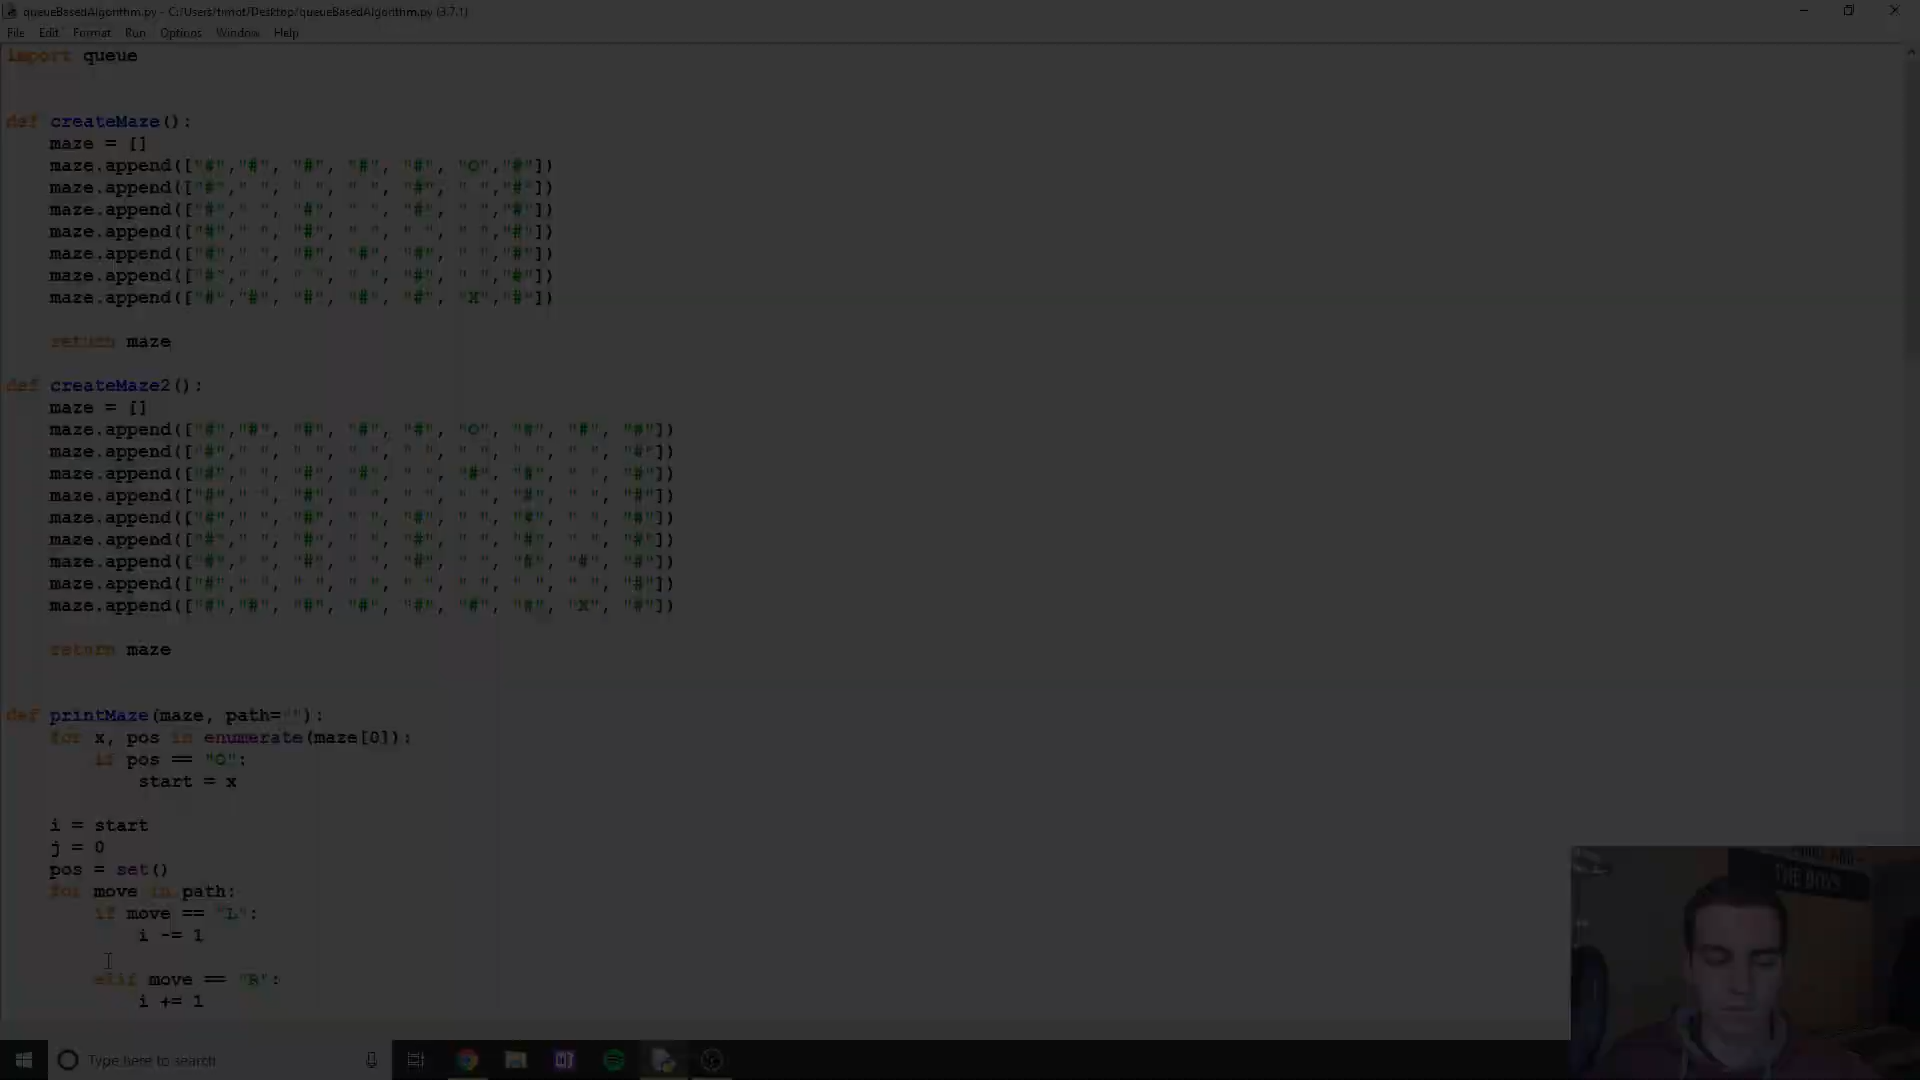 queueBasedAlgorithm.py - C:/Users/timot/Desktop/queueBasedAlgorithm.py (3.7.1)
File Edit Format Run Options Window Help
import queue
def createMaze():
maze = []
maze.append(["#","#", "#", "#", "#", "O","#"])
maze.append(["#"," ", " ", " ", "#", " ","#"])
maze.append(["#"," ", "#", " ", "#", " ","#"])
maze.append(["#"," ", "#", " ", " ", " ","#"])
maze.append(["#"," ", "#", "#", "#", " ","#"])
maze.append(["#"," ", " ", " ", "#", " ","#"])
maze.append(["#","#", "#", "#", "#", "X","#"])
return maze
def createMaze2():
maze = []
maze.append(["#","#", "#", "#", "#", "O", "#", "#", "#"])
maze.append(["#"," ", " ", " ", " ", " ", " ", " ", "#"])
maze.append(["#"," ", "#", "#", " ", "#", "#", " ", "#"])
maze.append(["#"," ", "#", " ", " ", " ", "#", " ", "#"])
maze.append(["#"," ", "#", " ", "#", " ", "#", " ", "#"])
maze.append(["#"," ", "#", " ", "#", " ", "#", " ", "#"])
maze.append(["#"," ", "#", " ", "#", " ", "#", "#", "#"])
maze.append(["#"," ", " ", " ", " ", " ", " ", " ", "#"])
maze.append(["#","#", "#", "#", "#", "#", "#", "X", "#"])
return maze
def printMaze(maze, path=""):
for x, pos in enumerate(maze[0]):
if pos == "O":
start = x
i = start
j = 0
pos = set()
for move in path:
if move == "L":
i -= 1
elif move == "R":
i += 1
THE BOYS
Type here to search